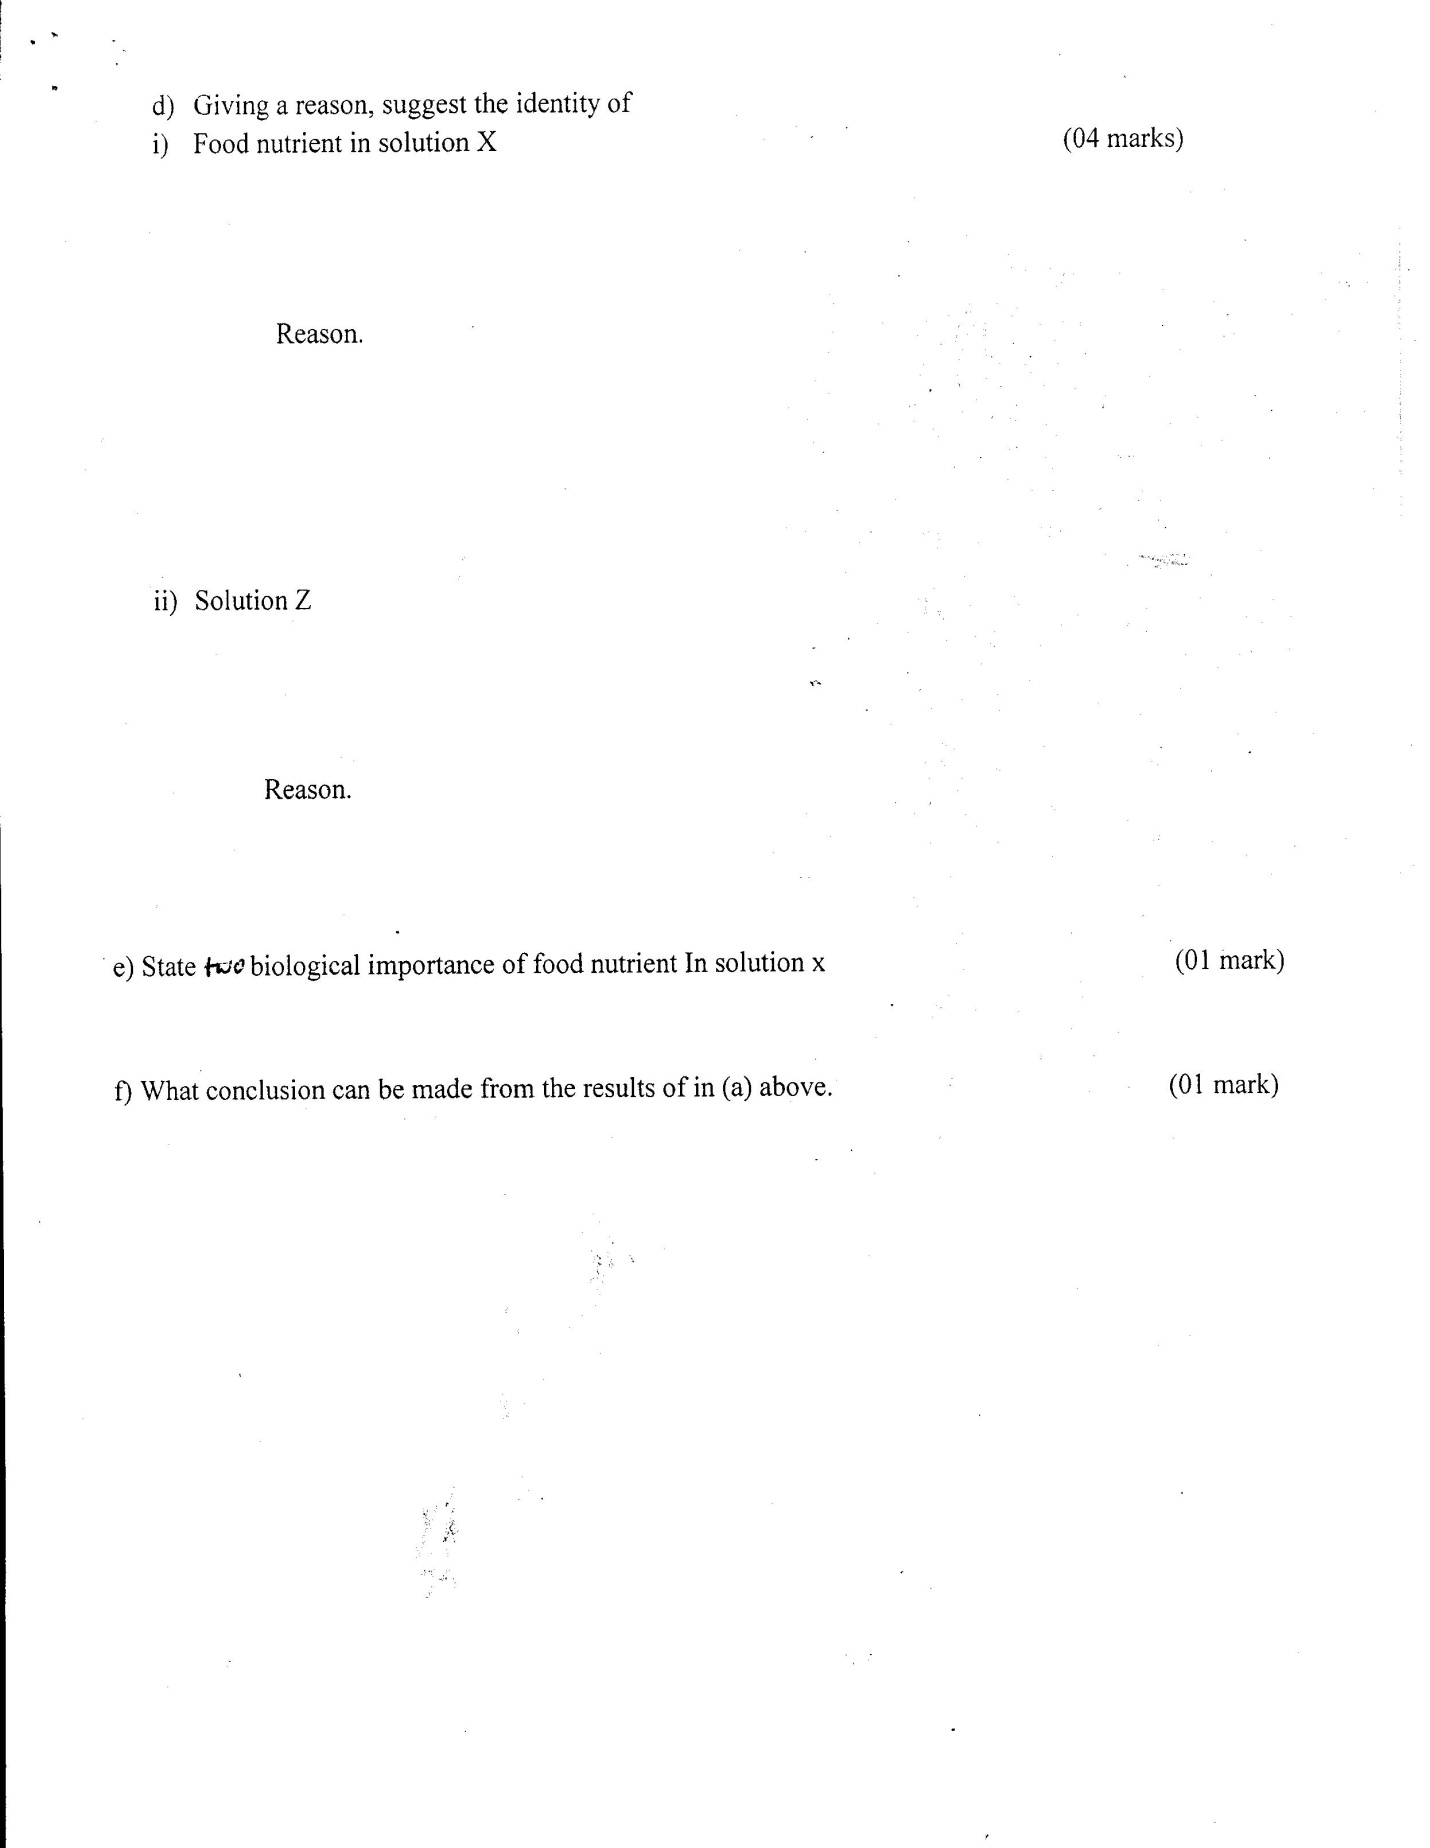 d) Giving a reason, suggest the identity of
i) Food nutrient in solution X (04 marks)
Reason.
ii) Solution Z
Reason.
e) State two biological importance of food nutrient In solution x (01 mark)
f) What conclusion can be made from the results of in (a) above. (01 mark)